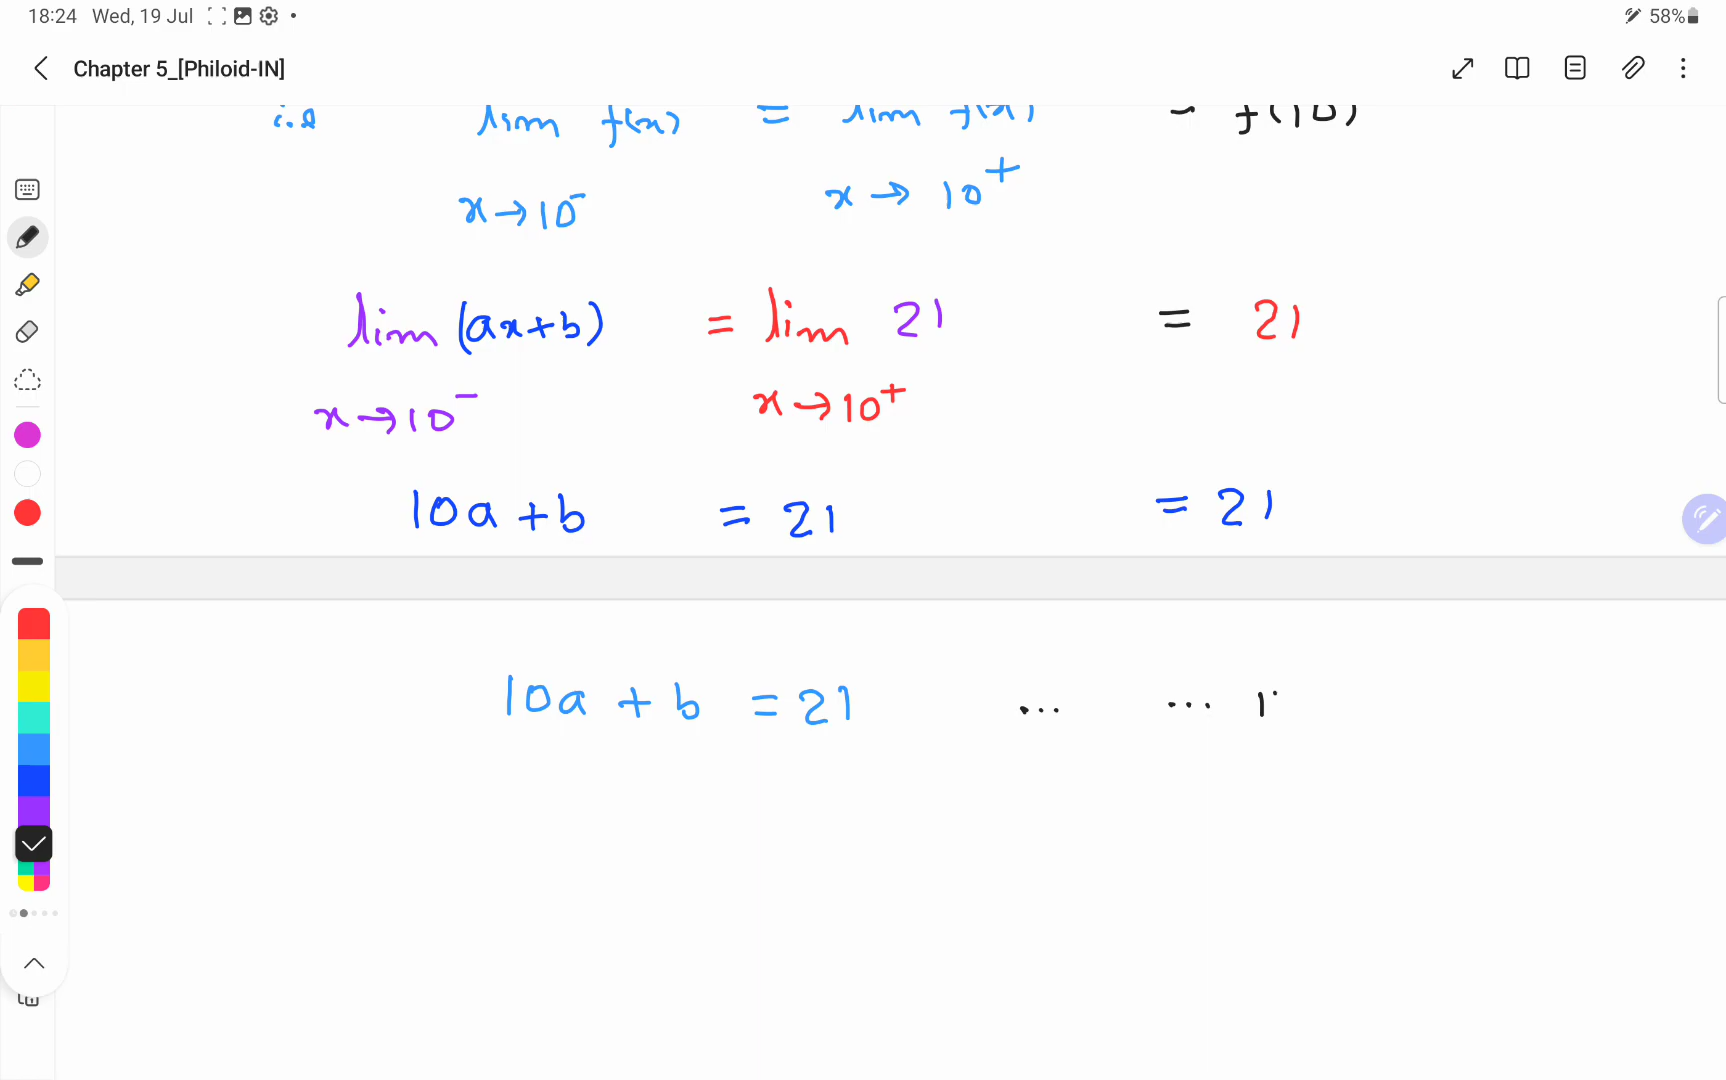 18:24 Wed, 19 Jul 58%
Chapter 5_[Philoid-IN]
i.e lim f(x) = lim f(x) = f(10)
x→10⁻ x→10⁺
lim (ax+b) = lim 21 = 21
x→10⁻ x→10⁺
10a+b = 21 = 21
10a + b = 21 ... ...